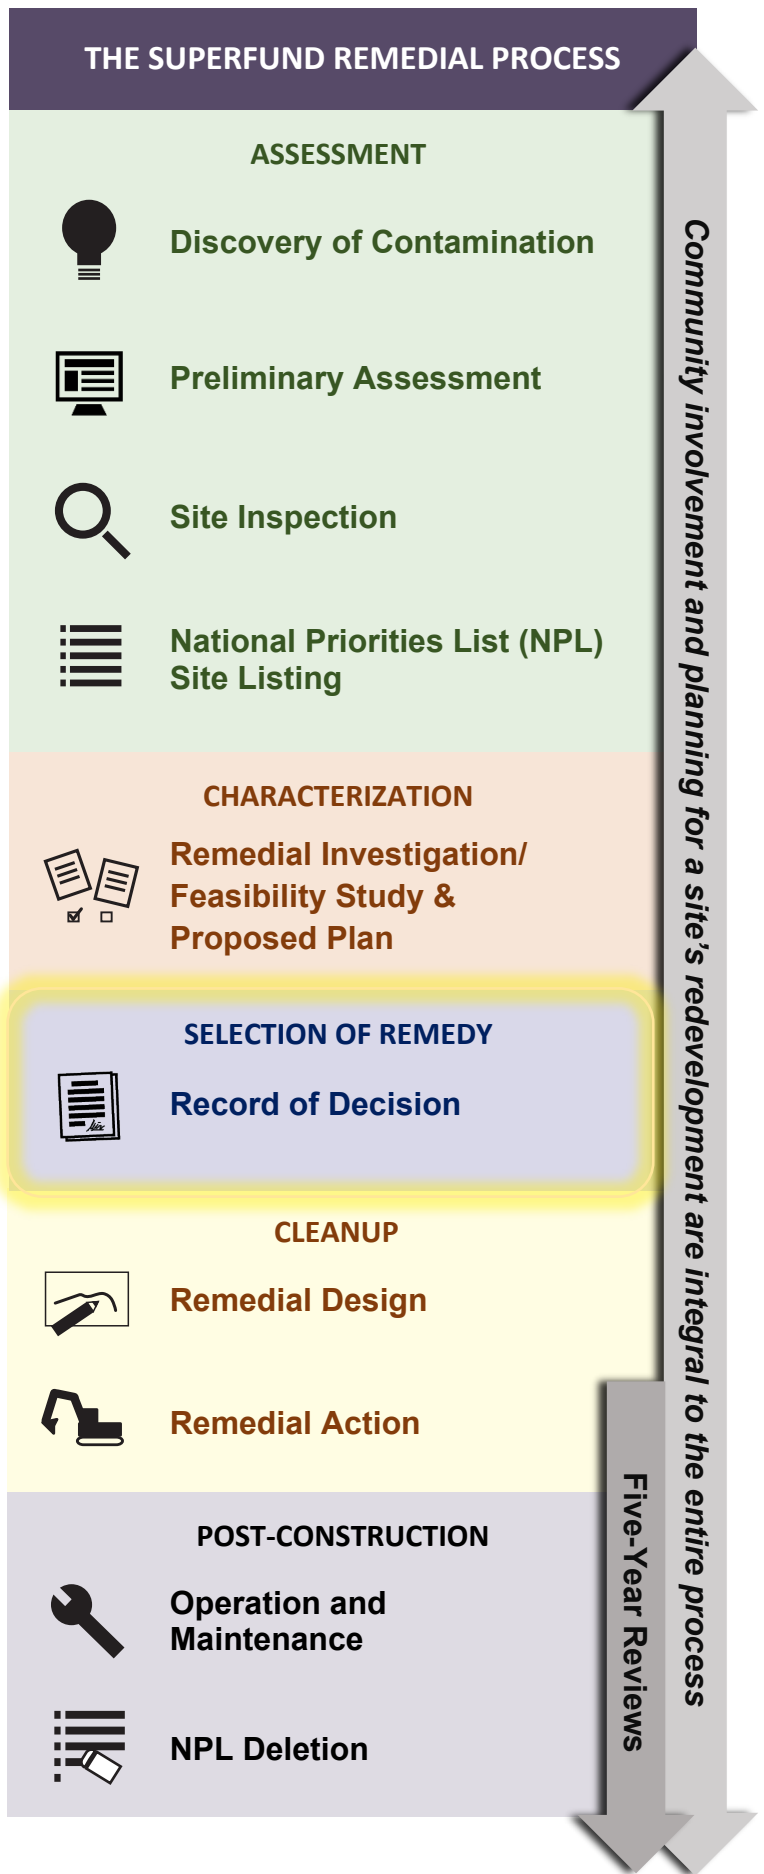 THE SUPERFUND REMEDIAL PROCESS
ASSESSMENT
Discovery of Contamination
Preliminary Assessment
Site Inspection
National Priorities List (NPL)
Site Listing
CHARACTERIZATION
Remedial Investigation/
Feasibility Study &
Proposed Plan
SELECTION OF REMEDY
Record of Decision
CLEANUP
Remedial Design
Remedial Action
POST-CONSTRUCTION
Operation and
Maintenance
NPL Deletion
Five-Year Reviews
Community involvement and planning for a site’s redevelopment are integral to the entire process